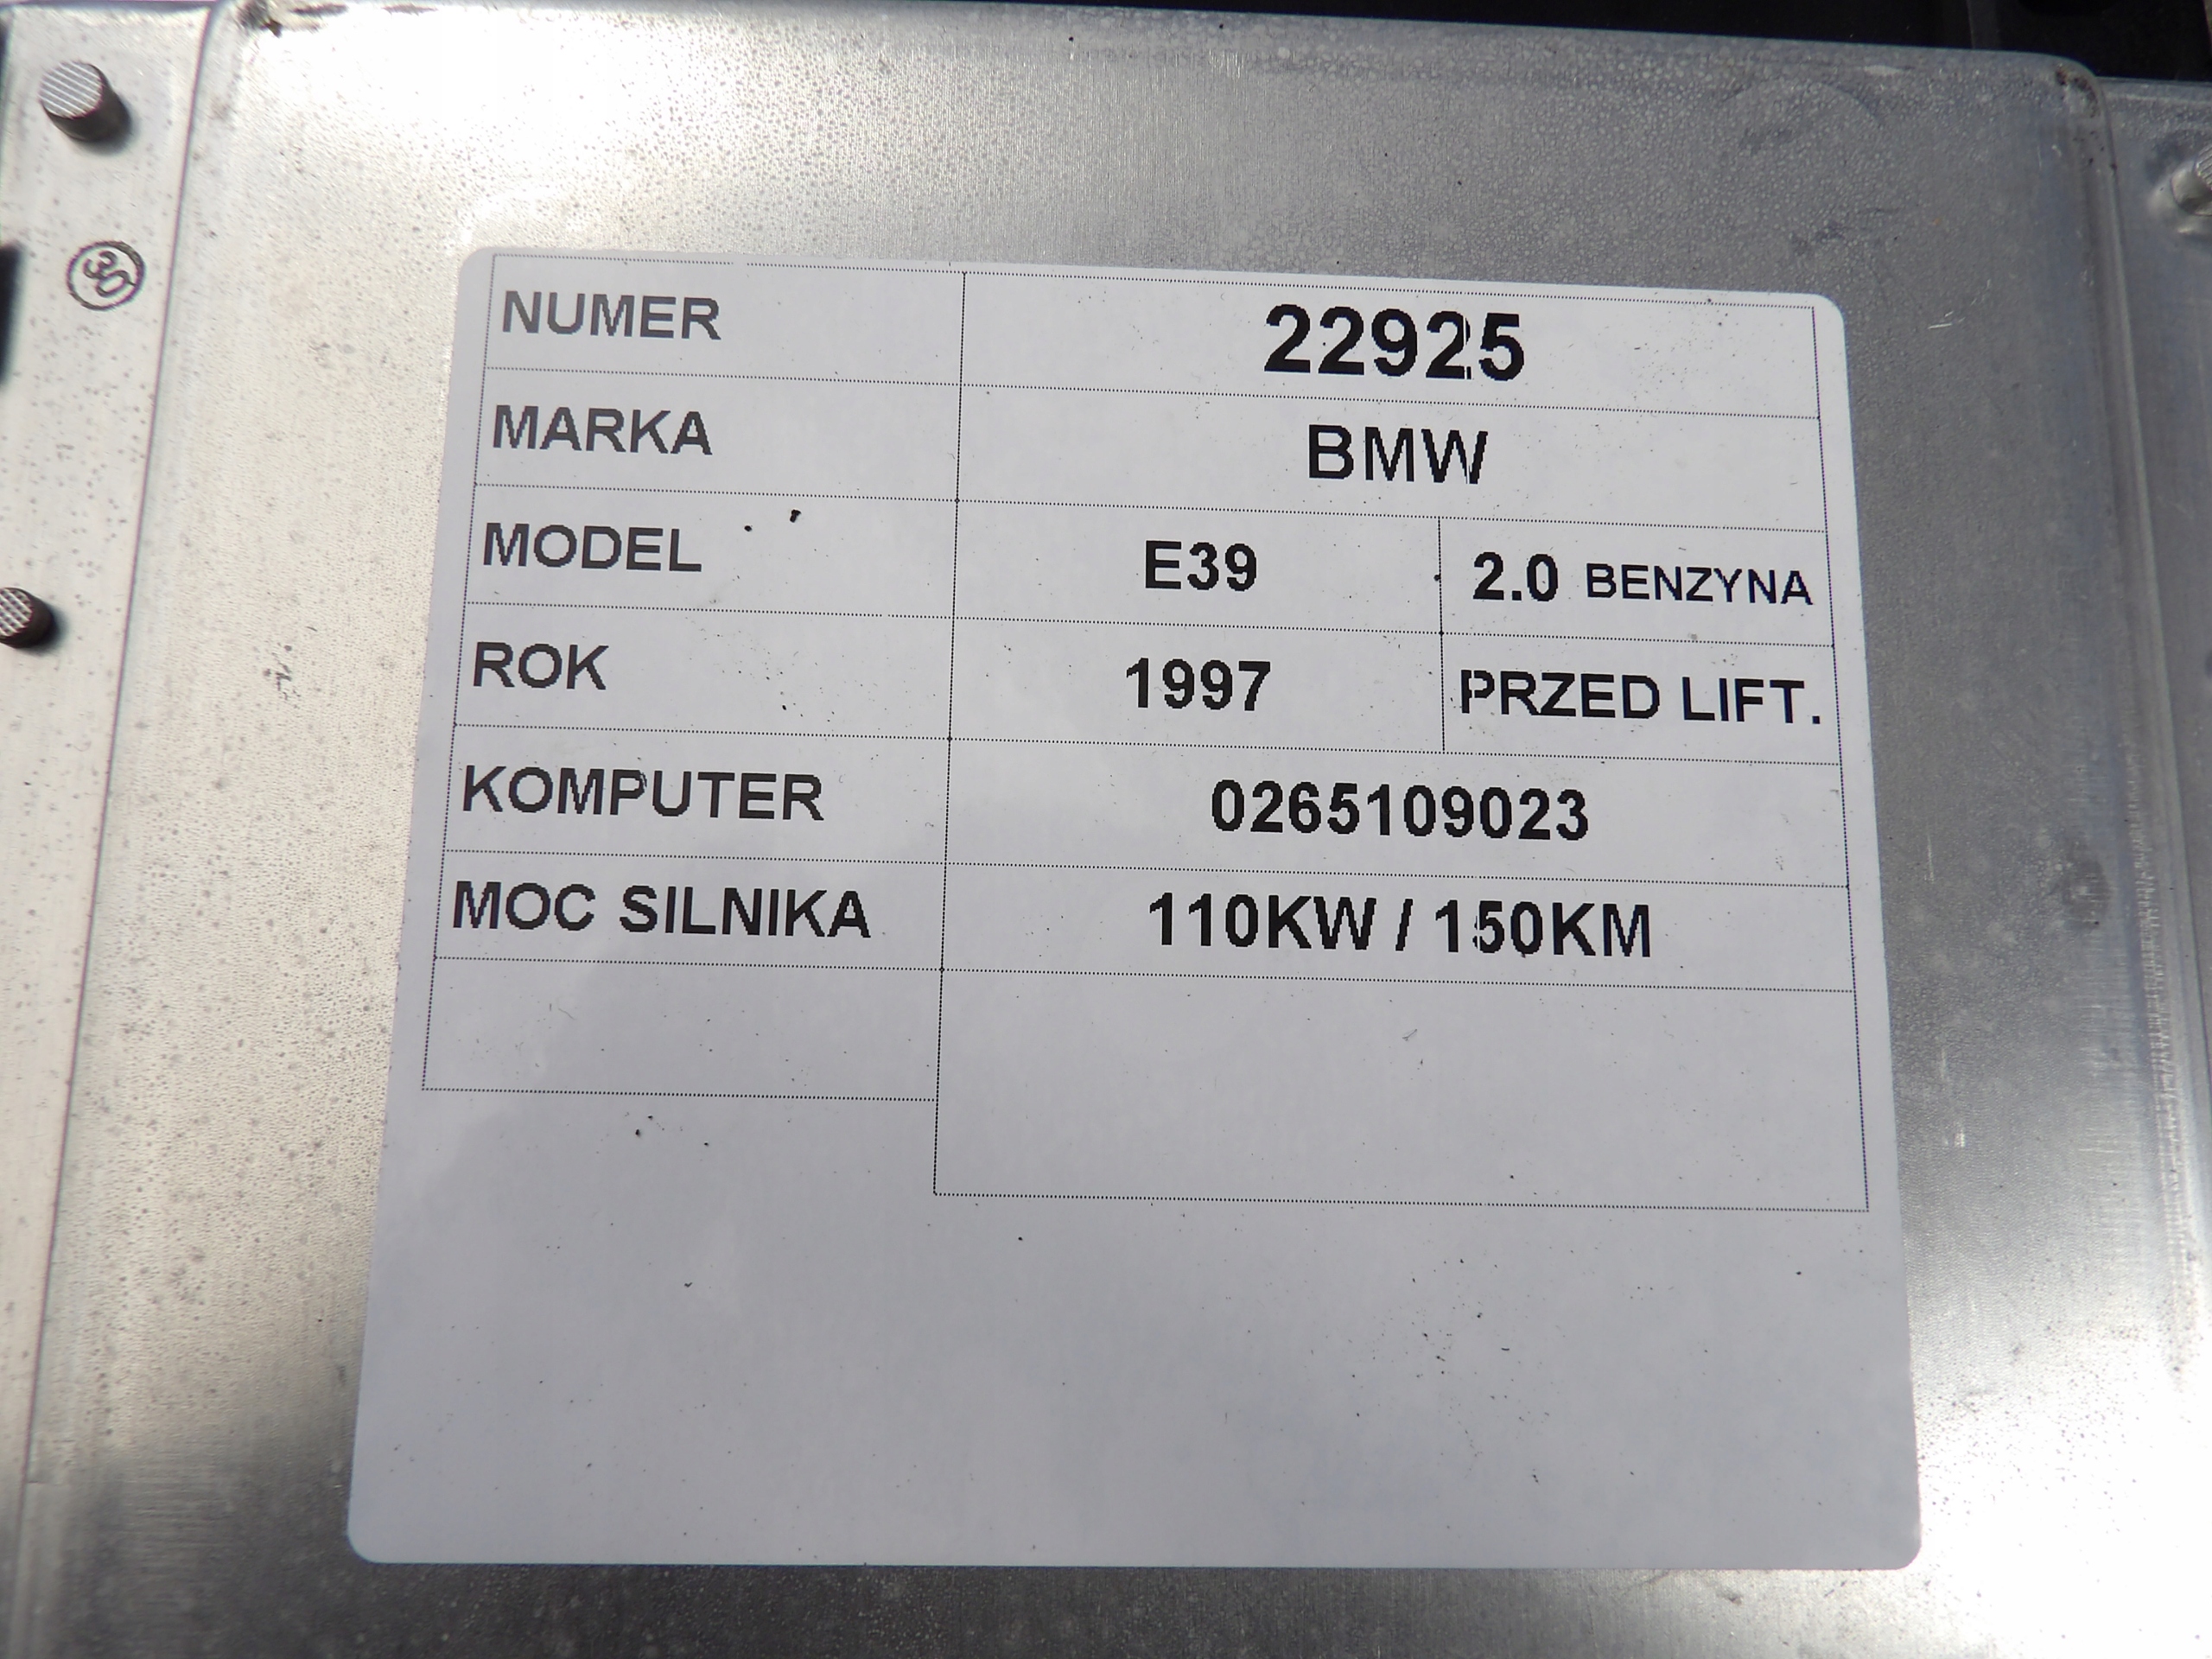 30
NUMER 22925
MARKA BMW
MODEL E39 2.0 BENZYNA
ROK 1997 PRZED LIFT.
KOMPUTER 0265109023
MOC SILNIKA 110KW / 150KM